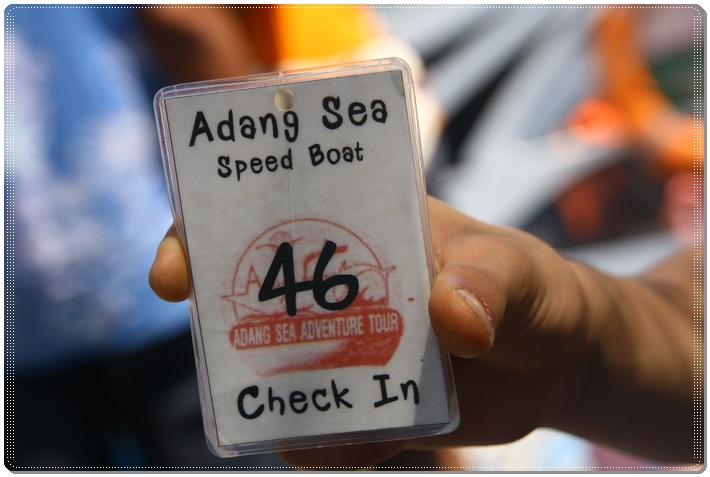 Adang Sea
Speed Boat
46
ADANG SEA ADVENTURE TOUR
Check In